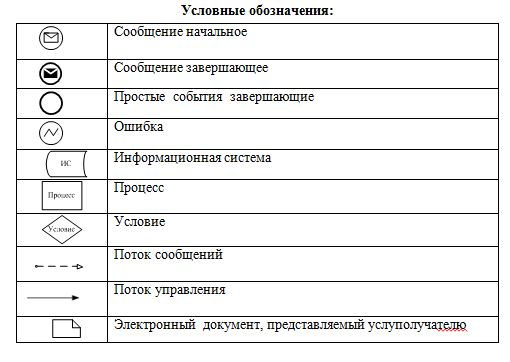 Условные обозначения:
Сообщение начальное
Сообщение завершающее
Простые события завершающие
Ошибка
ИС
Информационная система
Процесс
Процесс
Условие
Условие
Поток сообщений
Поток управления
Электронный документ, представляемый услуполучателю